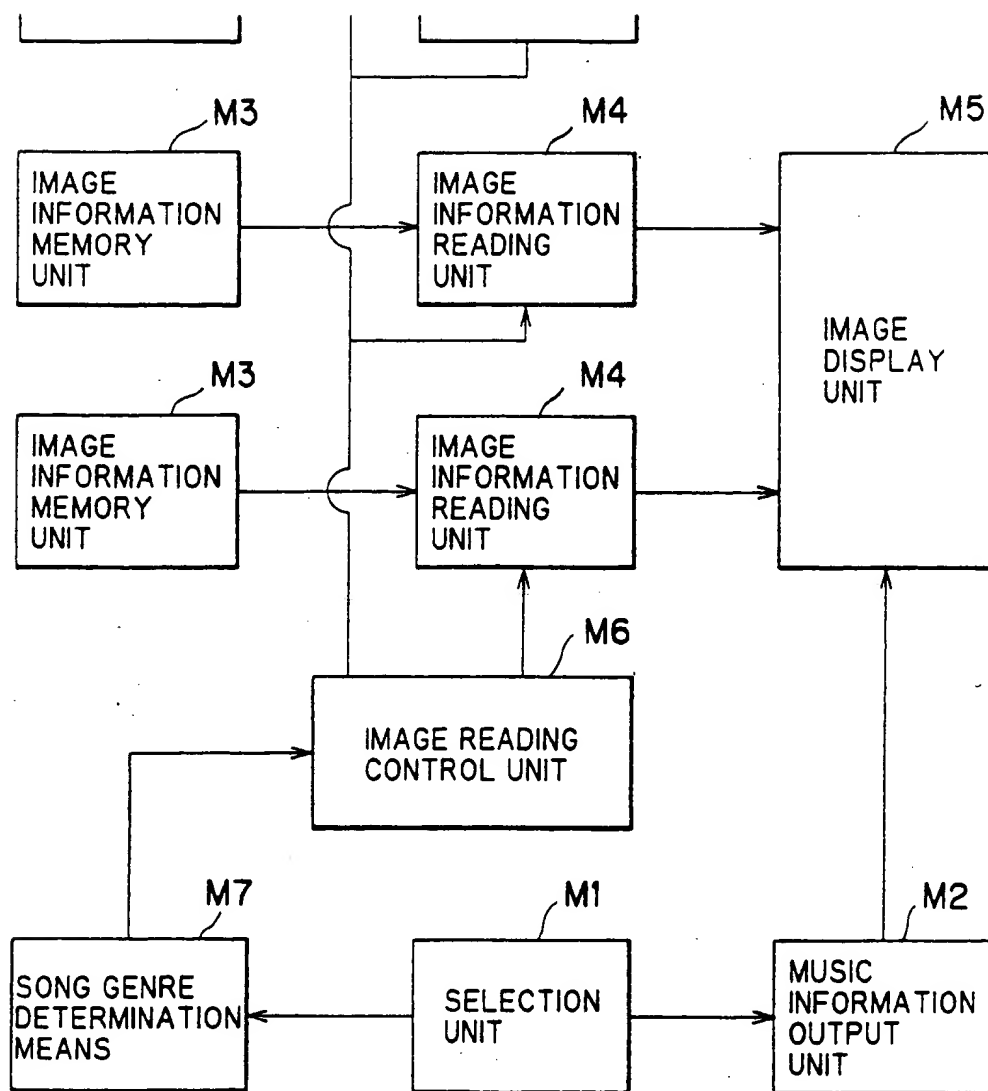 M3
IMAGE
INFORMATION
MEMORY
UNIT
M4
IMAGE
INFORMATION
READING
UNIT
M5
IMAGE
DISPLAY
UNIT
M3
IMAGE
INFORMATION
MEMORY
UNIT
M4
IMAGE
INFORMATION
READING
UNIT
M6
IMAGE READING
CONTROL UNIT
M7
SONG GENRE
DETERMINATION
MEANS
M1
SELECTION
UNIT
M2
MUSIC
INFORMATION
OUTPUT
UNIT